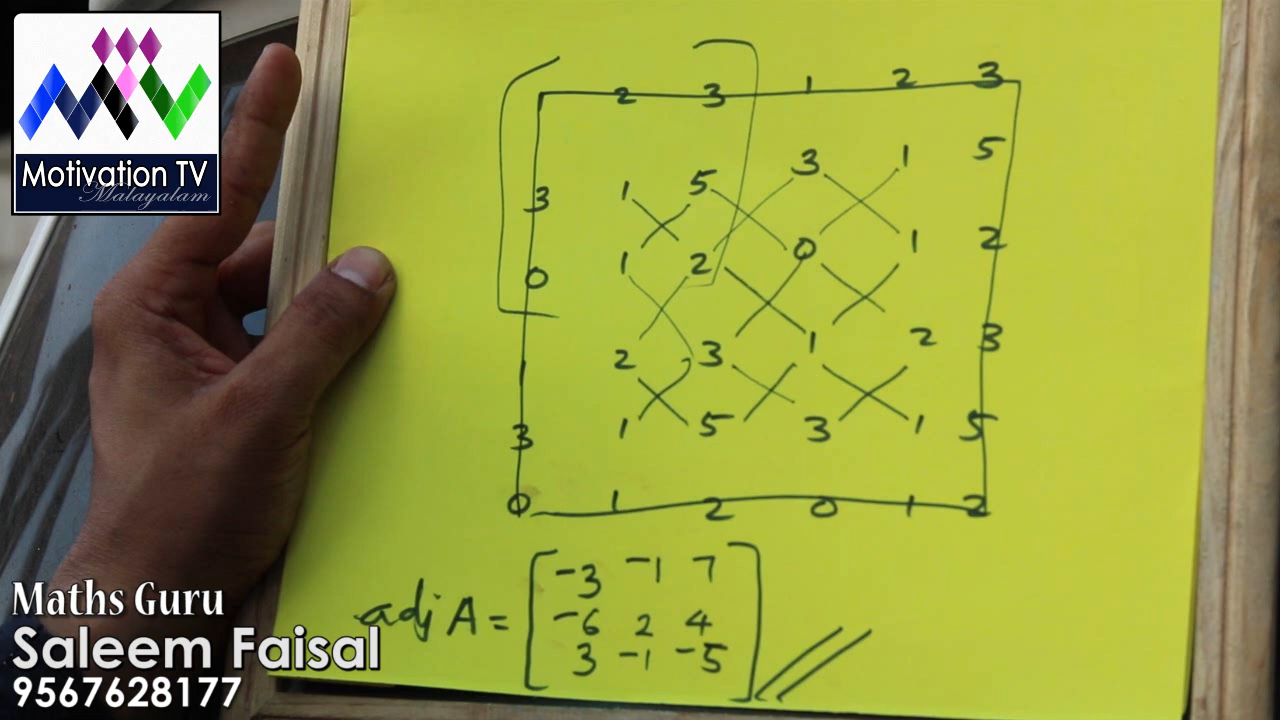 Motivation TV
Malayalam
2 3 1 2 3
3 1 5 3 1 5
0 1 2 0 1 2
2 3 1 2 3
3 1 5 3 1 5
0 1 2 0 1 2
adj A = [ -3 -1 7
-6 2 4
3 -1 -5 ]
Maths Guru
Saleem Faisal
9567628177